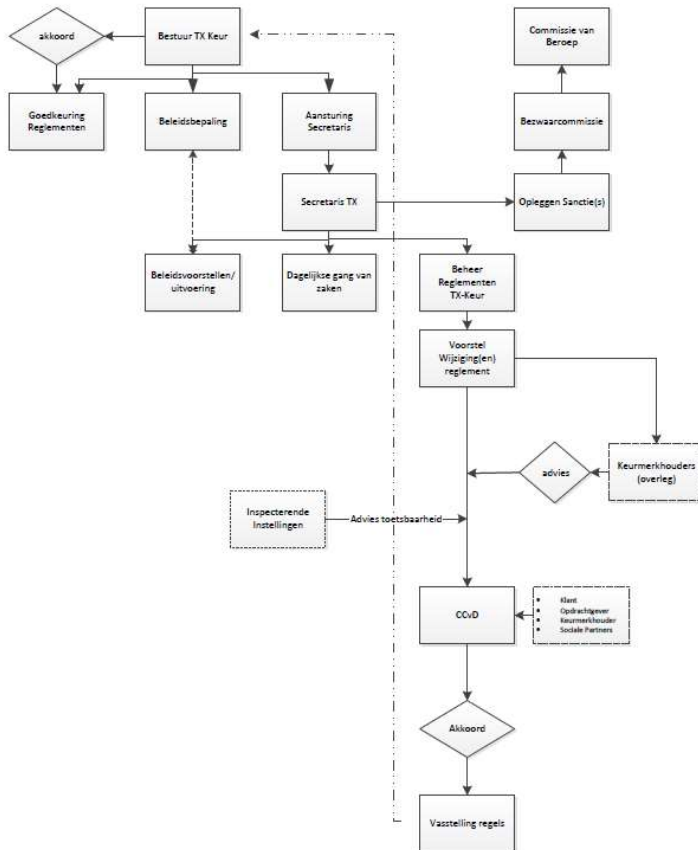 akkoord
Bestuur TX Keur
Commissie van
Beroep
Goedkeuring
Reglementen
Beleidsbepaling
Aansturing
Secretaris
Bezwaarcommissie
Secretaris TX
Opleggen Sanctie(s)
Beleidsvoorstellen/
uitvoering
Dagelijkse gang van
zaken
Beheer
Reglementen
TX-Keur
Voorstel
Wijziging(en)
reglement
advies
Keurmerkhouders
(overleg)
Inspecterende
Instellingen
Advies toetsbaarheid
CCvD
• Klant
• Opdrachtgever
• Keurmerkhouder
• Sociale Partners
Akkoord
Vasstelling regels